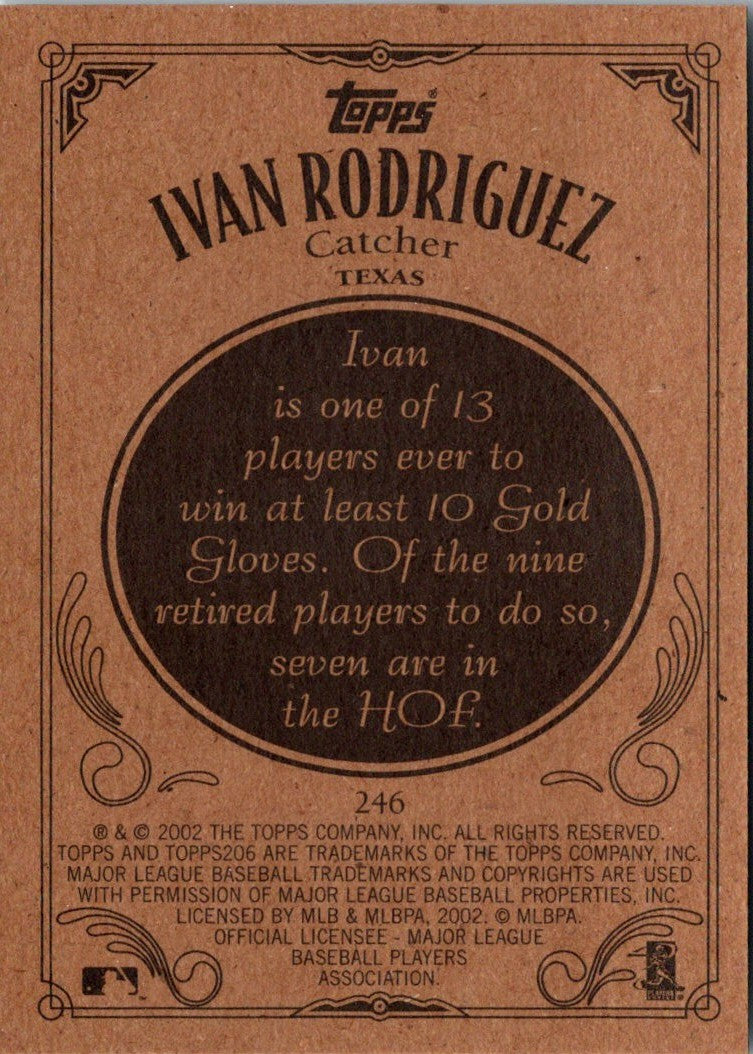 Topps®
IVAN RODRIGUEZ
Catcher
TEXAS
Ivan
is one of 13
players ever to
win at least 10 Gold
Gloves. Of the nine
retired players to do so,
seven are in
the HOF.
246
® & © 2002 THE TOPPS COMPANY, INC. ALL RIGHTS RESERVED.
TOPPS AND TOPPS206 ARE TRADEMARKS OF THE TOPPS COMPANY, INC.
MAJOR LEAGUE BASEBALL TRADEMARKS AND COPYRIGHTS ARE USED
WITH PERMISSION OF MAJOR LEAGUE BASEBALL PROPERTIES, INC.
LICENSED BY MLB & MLBPA, 2002. © MLBPA.
OFFICIAL LICENSEE - MAJOR LEAGUE
BASEBALL PLAYERS
ASSOCIATION.